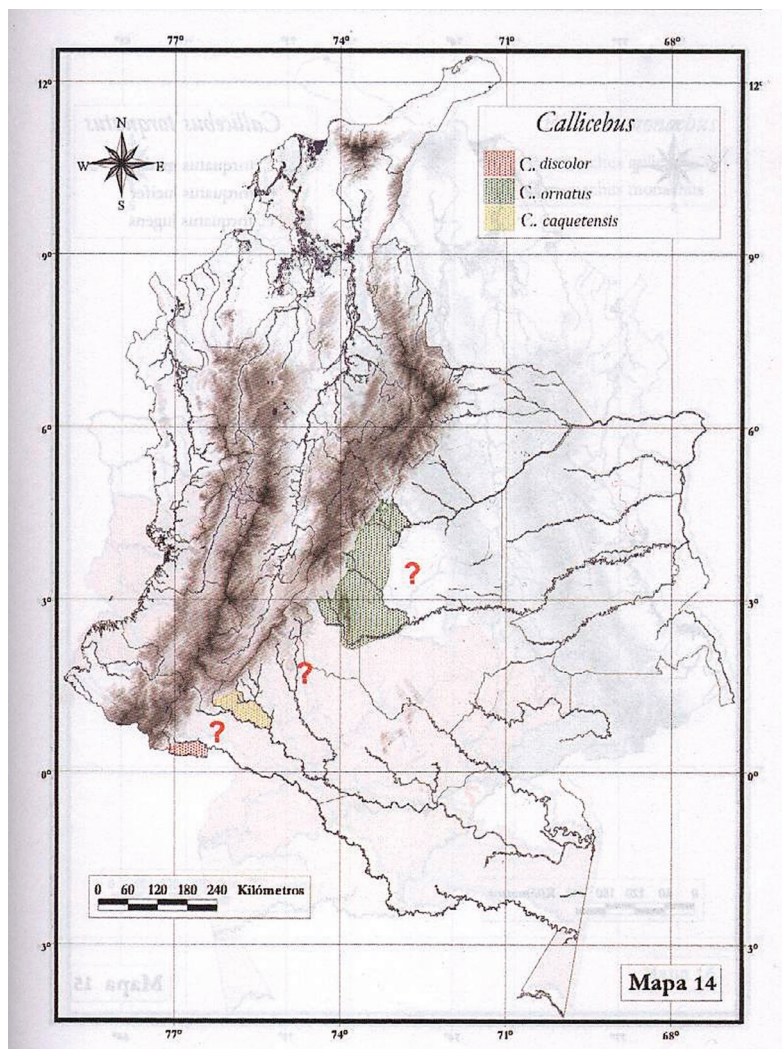 77° 74° 71° 68°
12° 12°
N
W E
S
Callicebus
C. discolor
C. ornatus
C. caquetensis
9° 9°
6° 6°
?
3° 3°
?
?
0° 0°
0 60 120 180 240 Kilómetros
3° 3°
Mapa 14
77° 74° 71° 68°